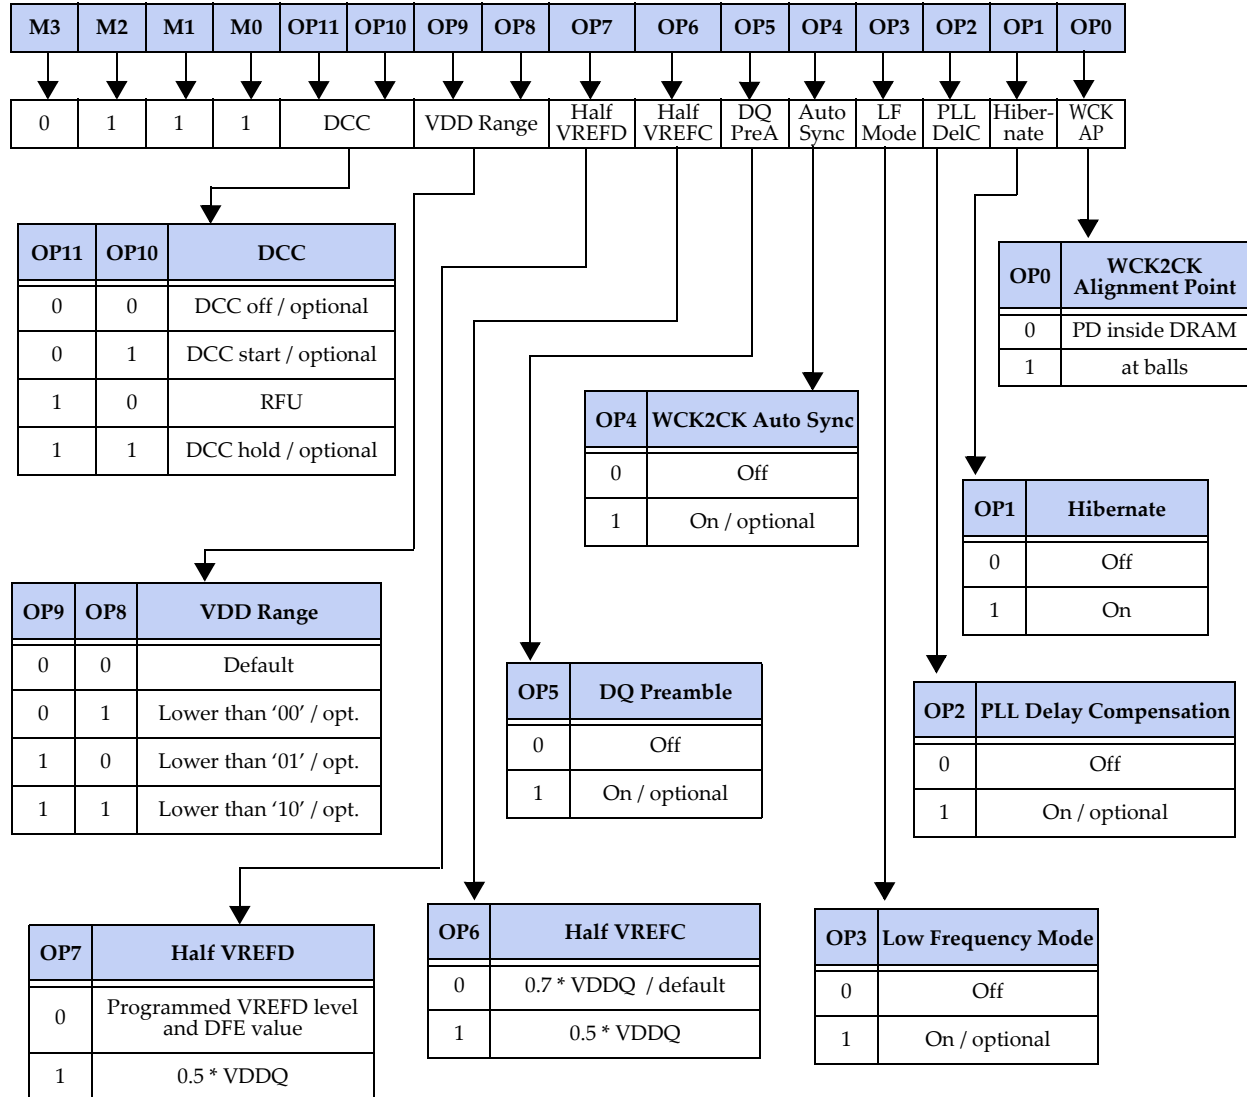 M3 M2 M1 M0 OP11 OP10 OP9 OP8 OP7 OP6 OP5 OP4 OP3 OP2 OP1 OP0
0 1 1 1 DCC VDD Range Half VREFD Half VREFC DQ PreA Auto Sync LF Mode PLL DelC Hiber-nate WCK AP
OP11 OP10 DCC
0 0 DCC off / optional
0 1 DCC start / optional
1 0 RFU
1 1 DCC hold / optional
OP0 WCK2CK
Alignment Point
0 PD inside DRAM
1 at balls
OP4 WCK2CK Auto Sync
0 Off
1 On / optional
OP1 Hibernate
0 Off
1 On
OP9 OP8 VDD Range
0 0 Default
0 1 Lower than ‘00’ / opt.
1 0 Lower than ‘01’ / opt.
1 1 Lower than ‘10’ / opt.
OP5 DQ Preamble
0 Off
1 On / optional
OP2 PLL Delay Compensation
0 Off
1 On / optional
OP7 Half VREFD
0 Programmed VREFD level
and DFE value
1 0.5 * VDDQ
OP6 Half VREFC
0 0.7 * VDDQ / default
1 0.5 * VDDQ
OP3 Low Frequency Mode
0 Off
1 On / optional